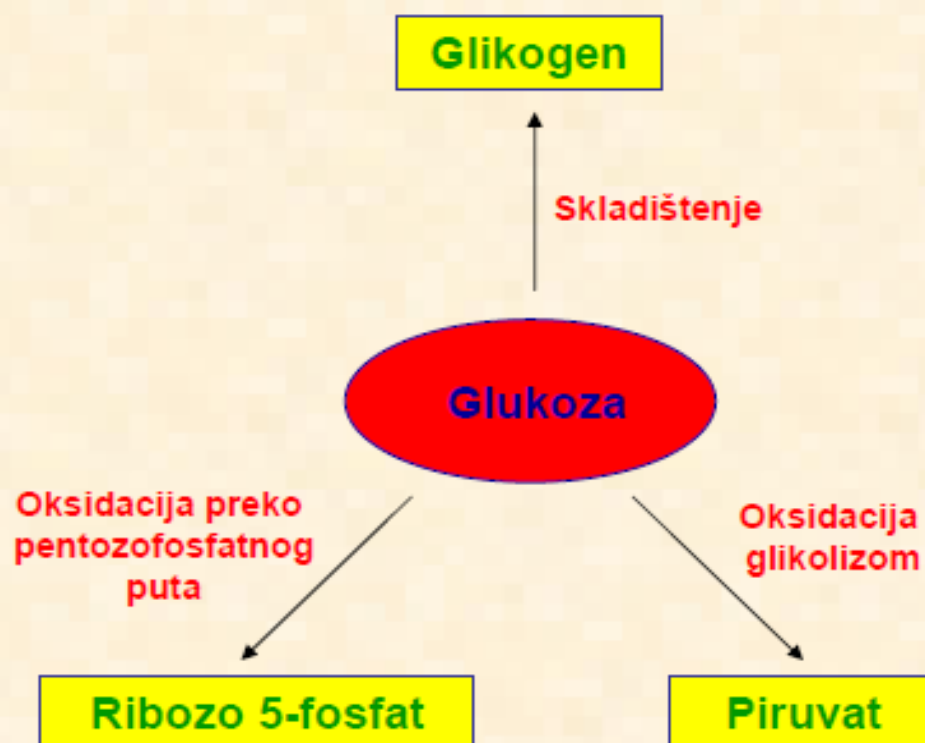 Glikogen
Skladištenje
Glukoza
Oksidacija preko
pentozofosfatnog
puta
Oksidacija
glikolizom
Ribozo 5-fosfat
Piruvat